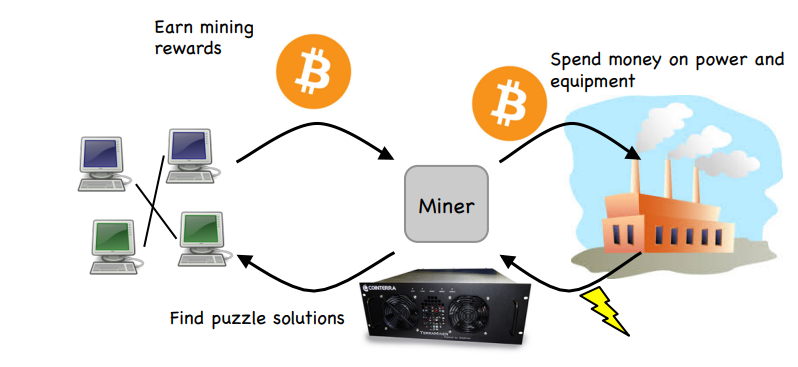 Earn mining
rewards
Spend money on power and
equipment
Miner
COINTERRA
Find puzzle solutions